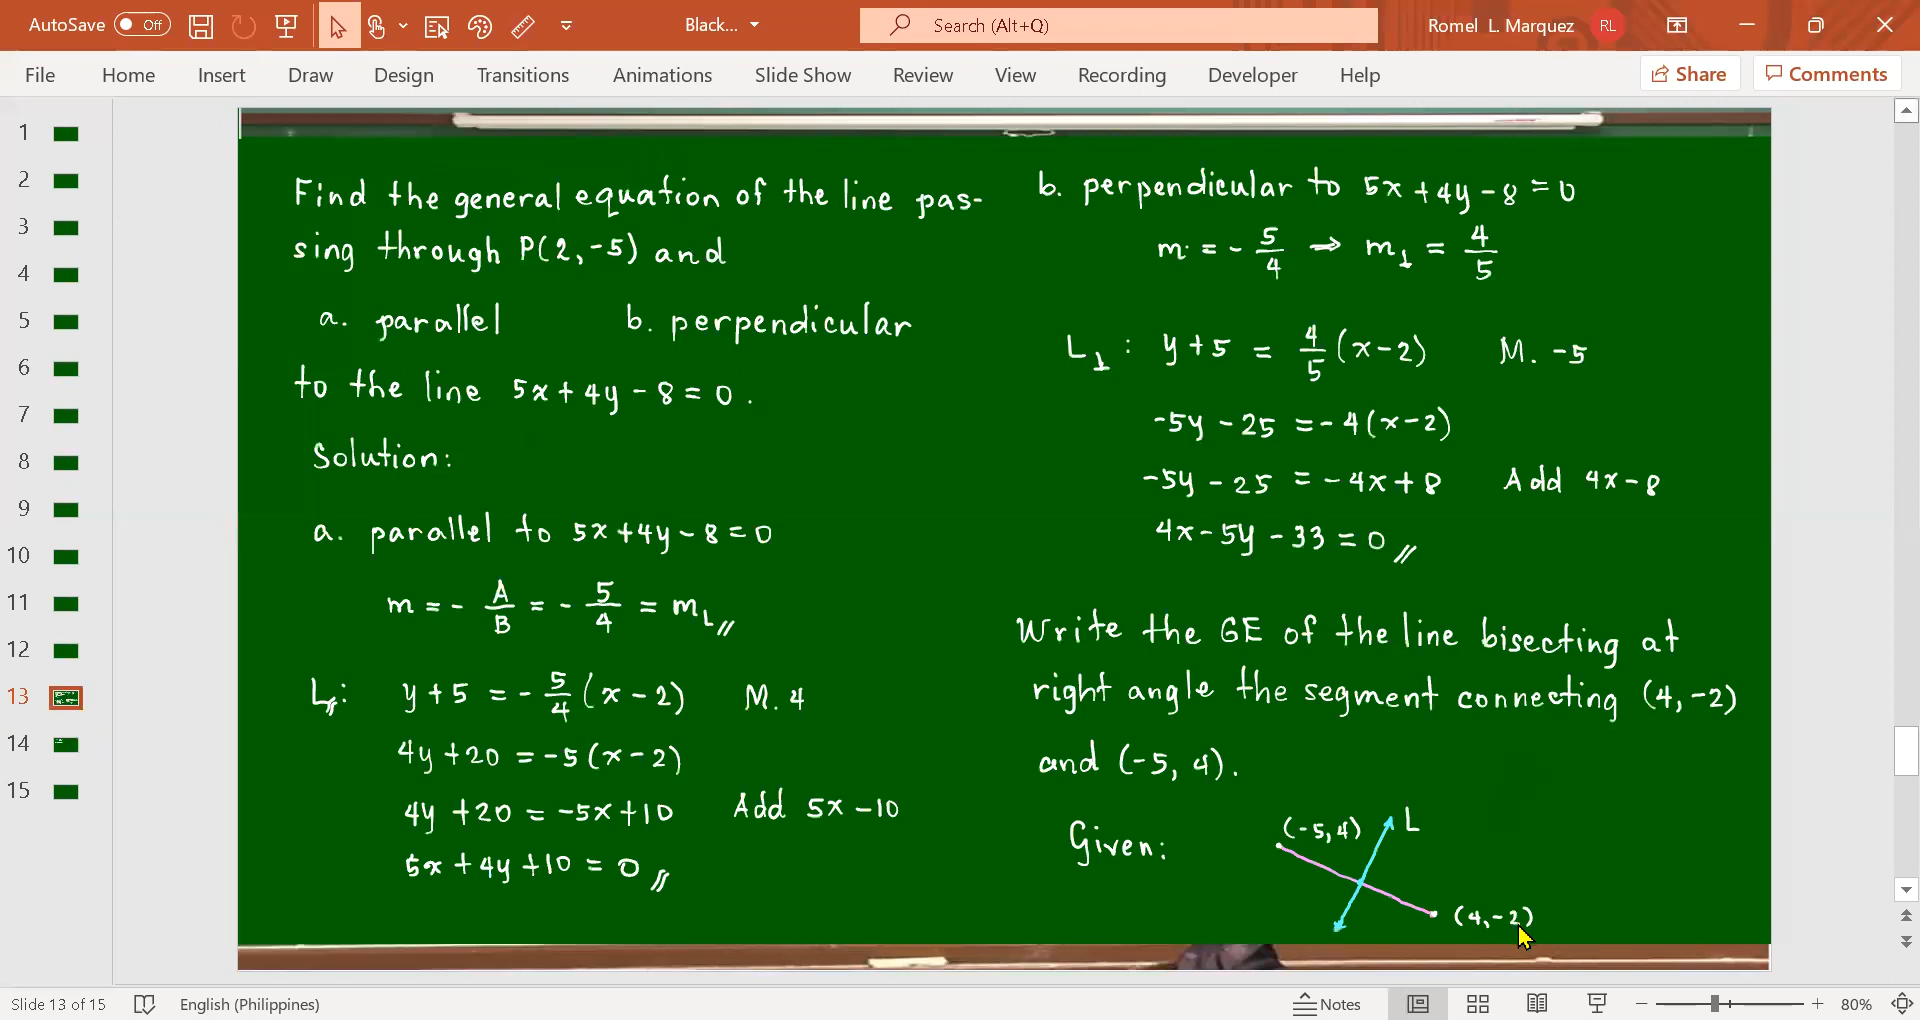 AutoSave Off
Black...
Search (Alt+Q)
Romel L. Marquez RL
File Home Insert Draw Design Transitions Animations Slide Show Review View Recording Developer Help
Share Comments
1
2
3
4
5
6
7
8
9
10
11
12
13
14
15
Find the general equation of the line pas-
sing through P(2, -5) and
a. parallel b. perpendicular
to the line 5x + 4y - 8 = 0.
Solution:
a. parallel to 5x + 4y - 8 = 0
m = - A/B = - 5/4 = m⊥ //
L//: y + 5 = - 5/4 (x - 2) M. 4
4y + 20 = -5(x - 2)
4y + 20 = -5x + 10 Add 5x - 10
5x + 4y + 10 = 0 //
b. perpendicular to 5x + 4y - 8 = 0
m = - 5/4 → m⊥ = 4/5
L⊥: y + 5 = 4/5 (x - 2) M. -5
-5y - 25 = -4(x - 2)
-5y - 25 = -4x + 8 Add 4x - 8
4x - 5y - 33 = 0 //
Write the GE of the line bisecting at
right angle the segment connecting (4, -2)
and (-5, 4).
Given:
(-5, 4) L
(4, -2)
Slide 13 of 15 English (Philippines) Notes 80%